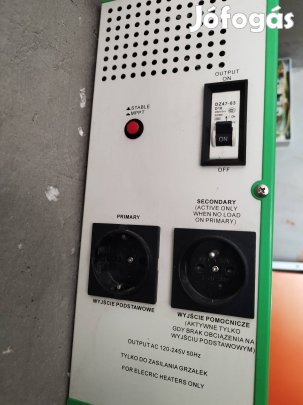 Jófogás
OUTPUT
ON
DZ47-63
ON
OFF
▲STABLE
▲MPPT
SECONDARY
(ACTIVE ONLY
WHEN NO LOAD
ON PRIMARY)
PRIMARY
WYJŚCIE PODSTAWOWE
WYJŚCIE POMOCNICZE
(AKTYWNE TYLKO
GDY BRAK OBCIĄŻENIA NA
WYJŚCIU PODSTAWOWYM)
OUTPUT AC 120-245V 50Hz
TYLKO DO ZASILANIA GRZAŁEK
FOR ELECRIC HEATERS ONLY